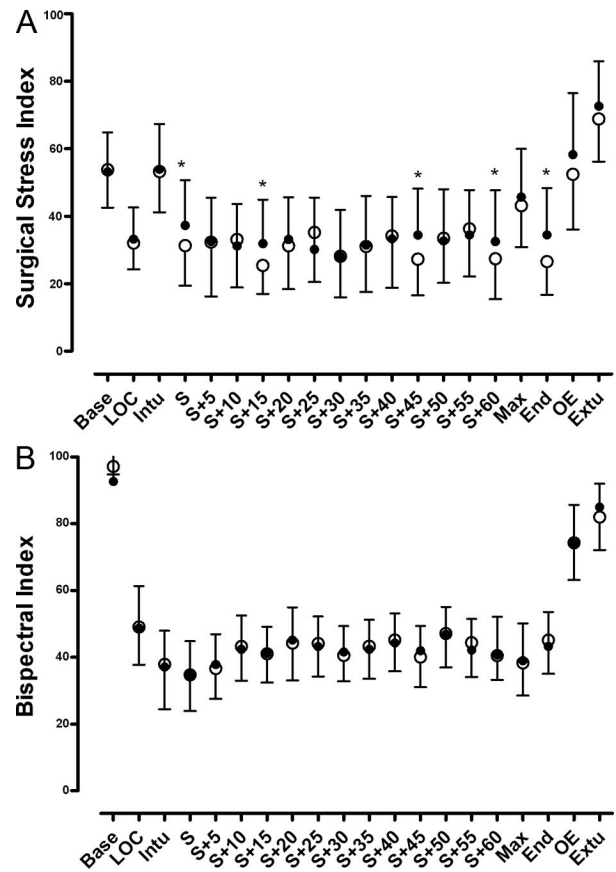 A
Surgical Stress Index
100
80
60
40
20
0
* * * * *
Base LOC Intu S S+5 S+10 S+15 S+20 S+25 S+30 S+35 S+40 S+45 S+50 S+55 S+60 Max End OE Extu
B
Bispectral Index
100
80
60
40
20
0
Base LOC Intu S S+5 S+10 S+15 S+20 S+25 S+30 S+35 S+40 S+45 S+50 S+55 S+60 Max End OE Extu